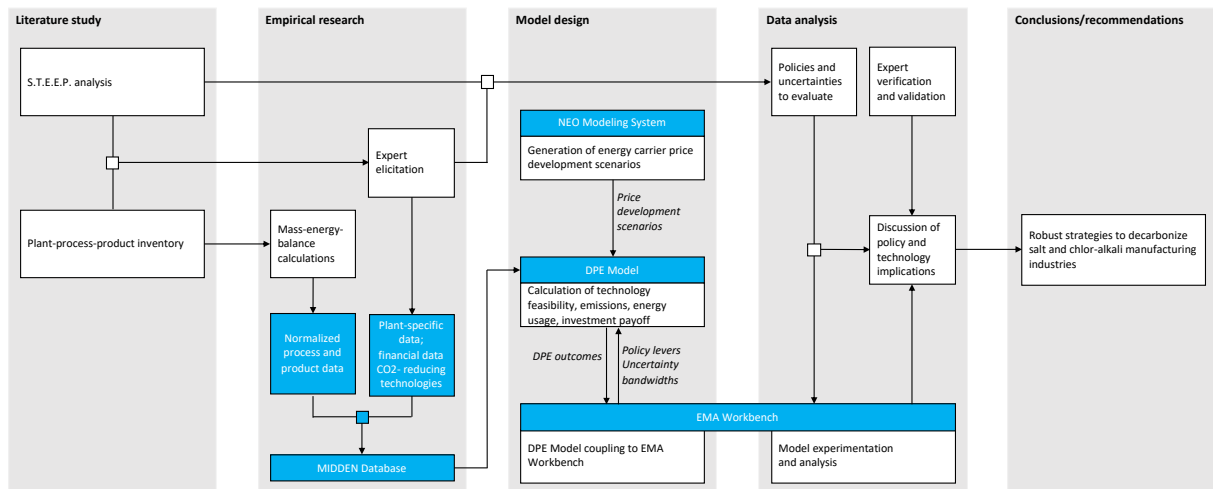 Literature study
Empirical research
Model design
Data analysis
Conclusions/recommendations
S.T.E.E.P. analysis
Plant-process-product inventory
Expert
elicitation
Mass-energy-
balance
calculations
Normalized
process and
product data
Plant-specific
data;
financial data
CO2- reducing
technologies
MIDDEN Database
NEO Modeling System
Generation of energy carrier price
development scenarios
Price
development
scenarios
DPE Model
Calculation of technology
feasibility, emissions, energy
usage, investment payoff
DPE outcomes
Policy levers
Uncertainty
bandwidths
EMA Workbench
DPE Model coupling to EMA
Workbench
Model experimentation
and analysis
Policies and
uncertainties
to evaluate
Expert
verification
and validation
Discussion of
policy and
technology
implications
Robust strategies to decarbonize
salt and chlor-alkali manufacturing
industries